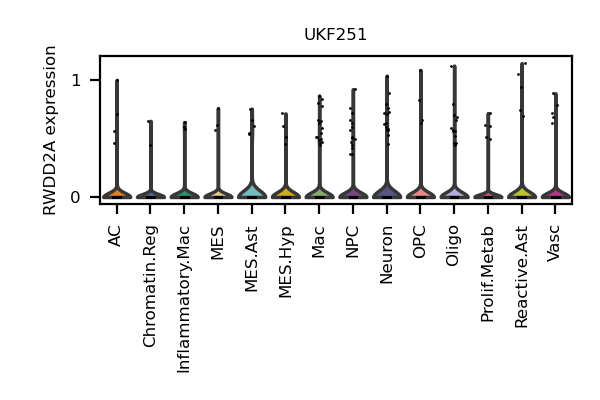 UKF251
RWDD2A expression
1
0
AC
Chromatin.Reg
Inflammatory.Mac
MES
MES.Ast
MES.Hyp
Mac
NPC
Neuron
OPC
Oligo
Prolif.Metab
Reactive.Ast
Vasc